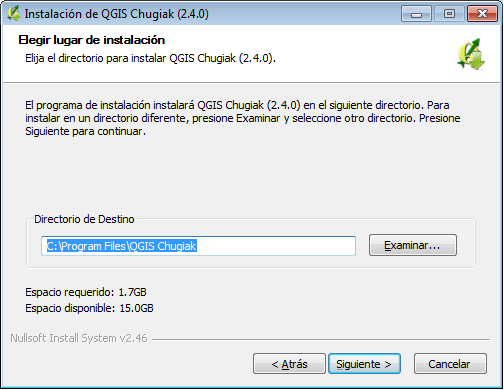 Instalación de QGIS Chugiak (2.4.0)
Elegir lugar de instalación
Elija el directorio para instalar QGIS Chugiak (2.4.0).
El programa de instalación instalará QGIS Chugiak (2.4.0) en el siguiente directorio. Para
instalar en un directorio diferente, presione Examinar y seleccione otro directorio. Presione
Siguiente para continuar.
Directorio de Destino
C:\Program Files\QGIS Chugiak
Examinar...
Espacio requerido: 1.7GB
Espacio disponible: 15.0GB
Nullsoft Install System v2.46
< Atrás
Siguiente >
Cancelar